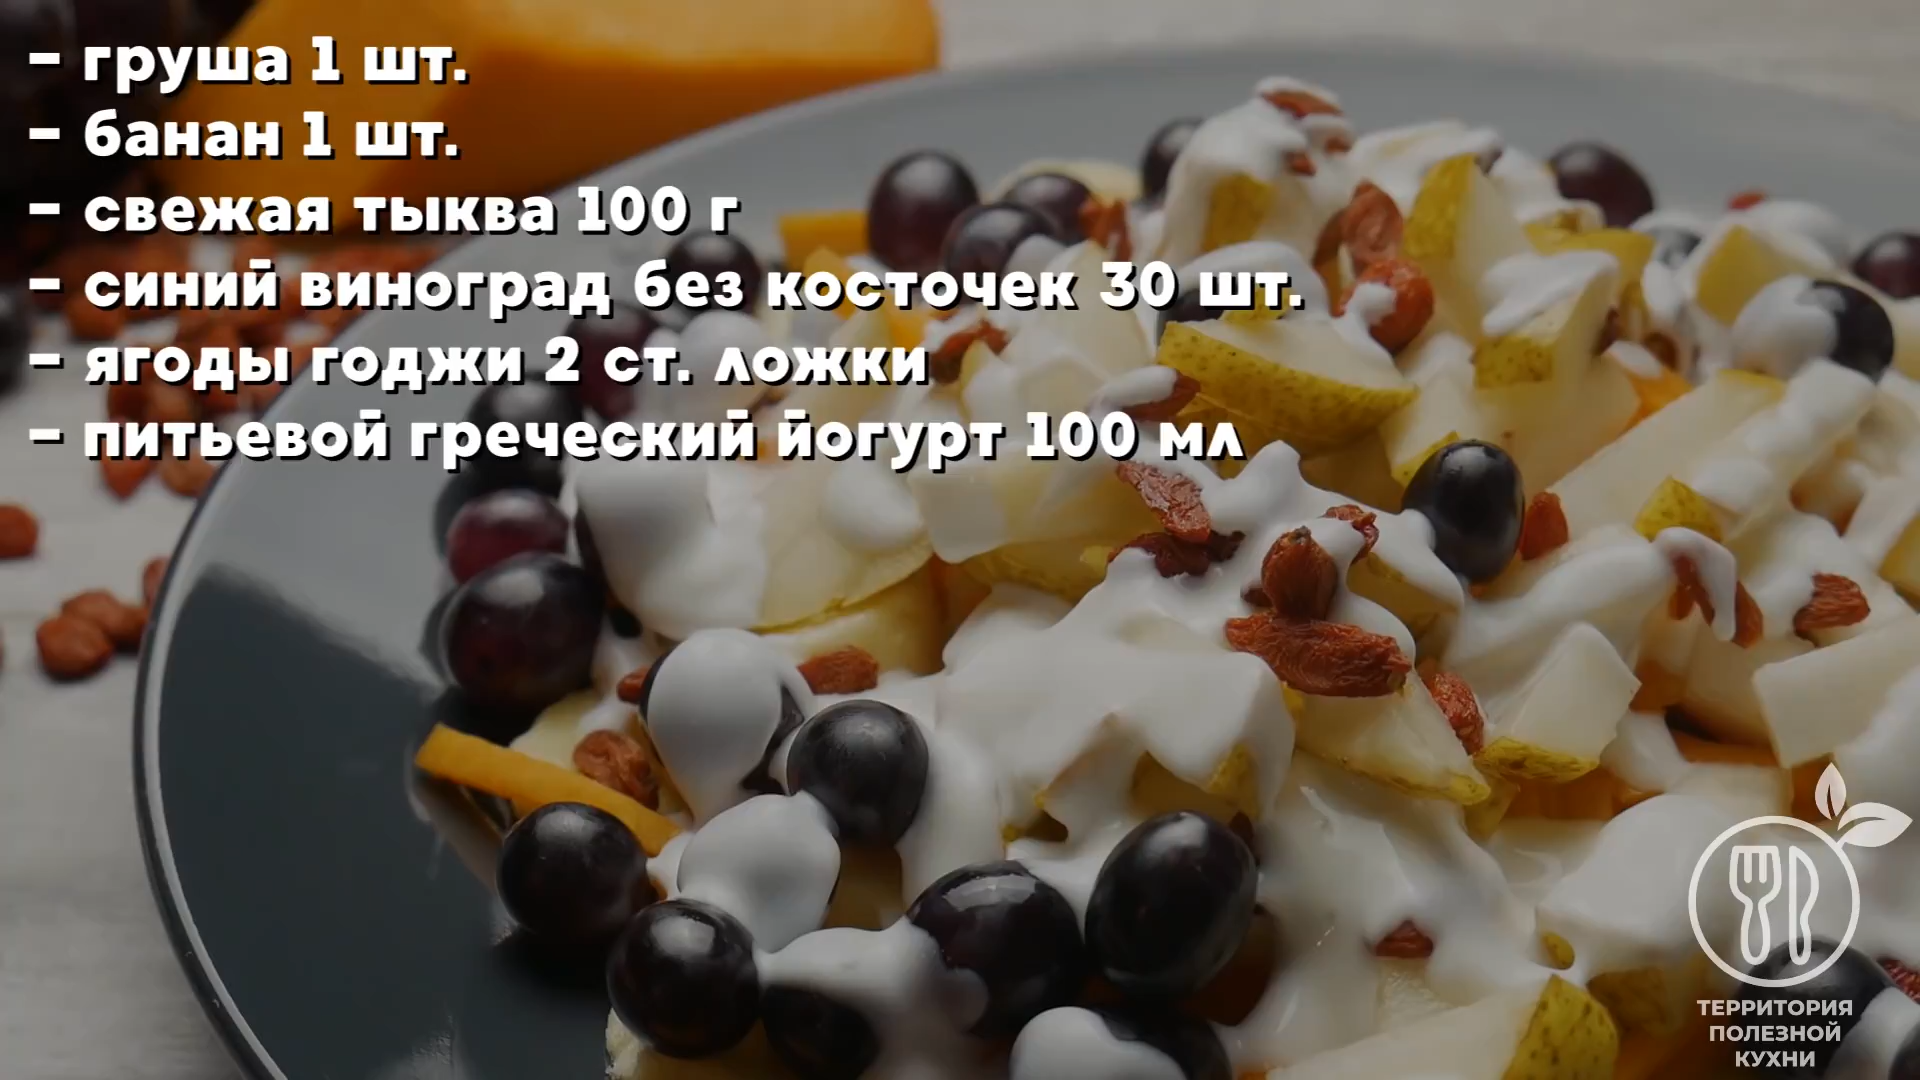 - груша 1 шт.
- банан 1 шт.
- свежая тыква 100 г
- синий виноград без косточек 30 шт.
- ягоды годжи 2 ст. ложки
- питьевой греческий йогурт 100 мл
ТЕРРИТОРИЯ
ПОЛЕЗНОЙ
КУХНИ